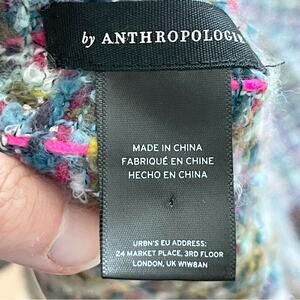 by ANTHROPOLOGIE
MADE IN CHINA
FABRIQUÉ EN CHINE
HECHO EN CHINA
URBN'S EU ADDRESS:
24 MARKET PLACE, 3RD FLOOR
LONDON, UK W1W8AN